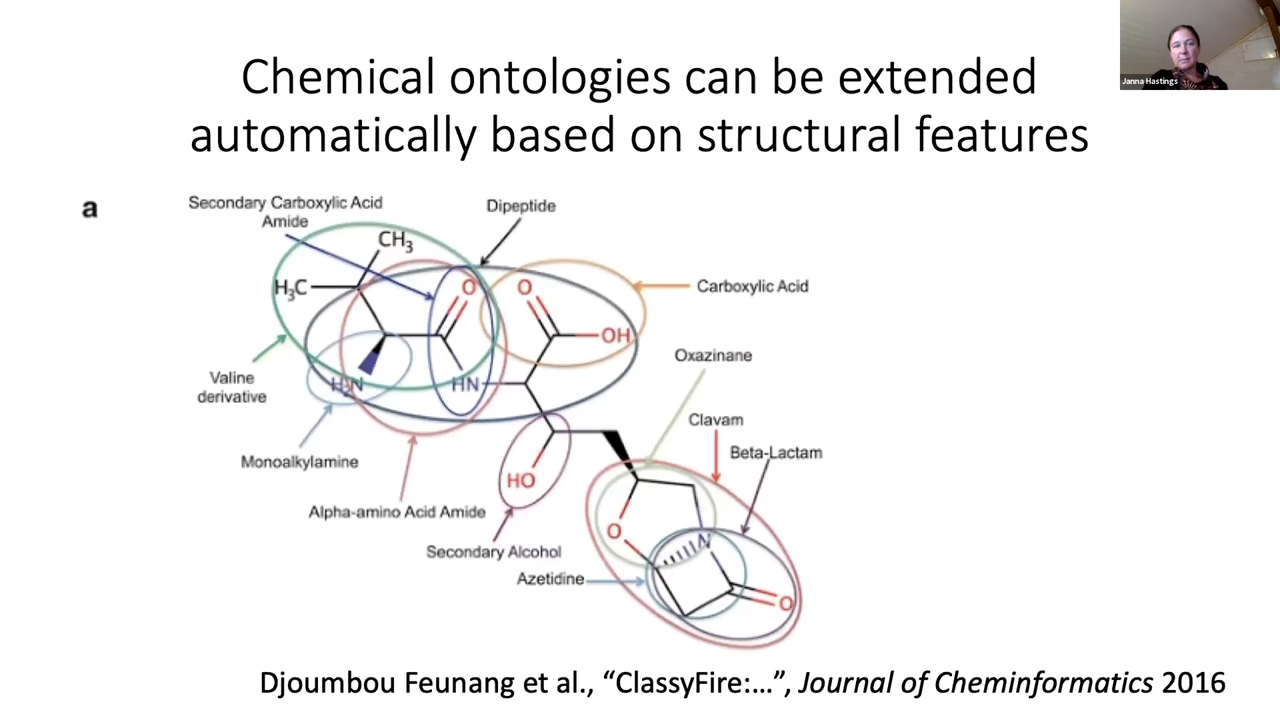 Janna Hastings
Chemical ontologies can be extended
automatically based on structural features
a
Secondary Carboxylic Acid
Amide
Dipeptide
CH3
H3C
O
O
Carboxylic Acid
OH
Oxazinane
Valine
derivative
H2N
HN
Clavam
Beta-Lactam
Monoalkylamine
HO
Alpha-amino Acid Amide
O
N
Secondary Alcohol
Azetidine
O
Djoumbou Feunang et al., “ClassyFire:…”, Journal of Cheminformatics 2016